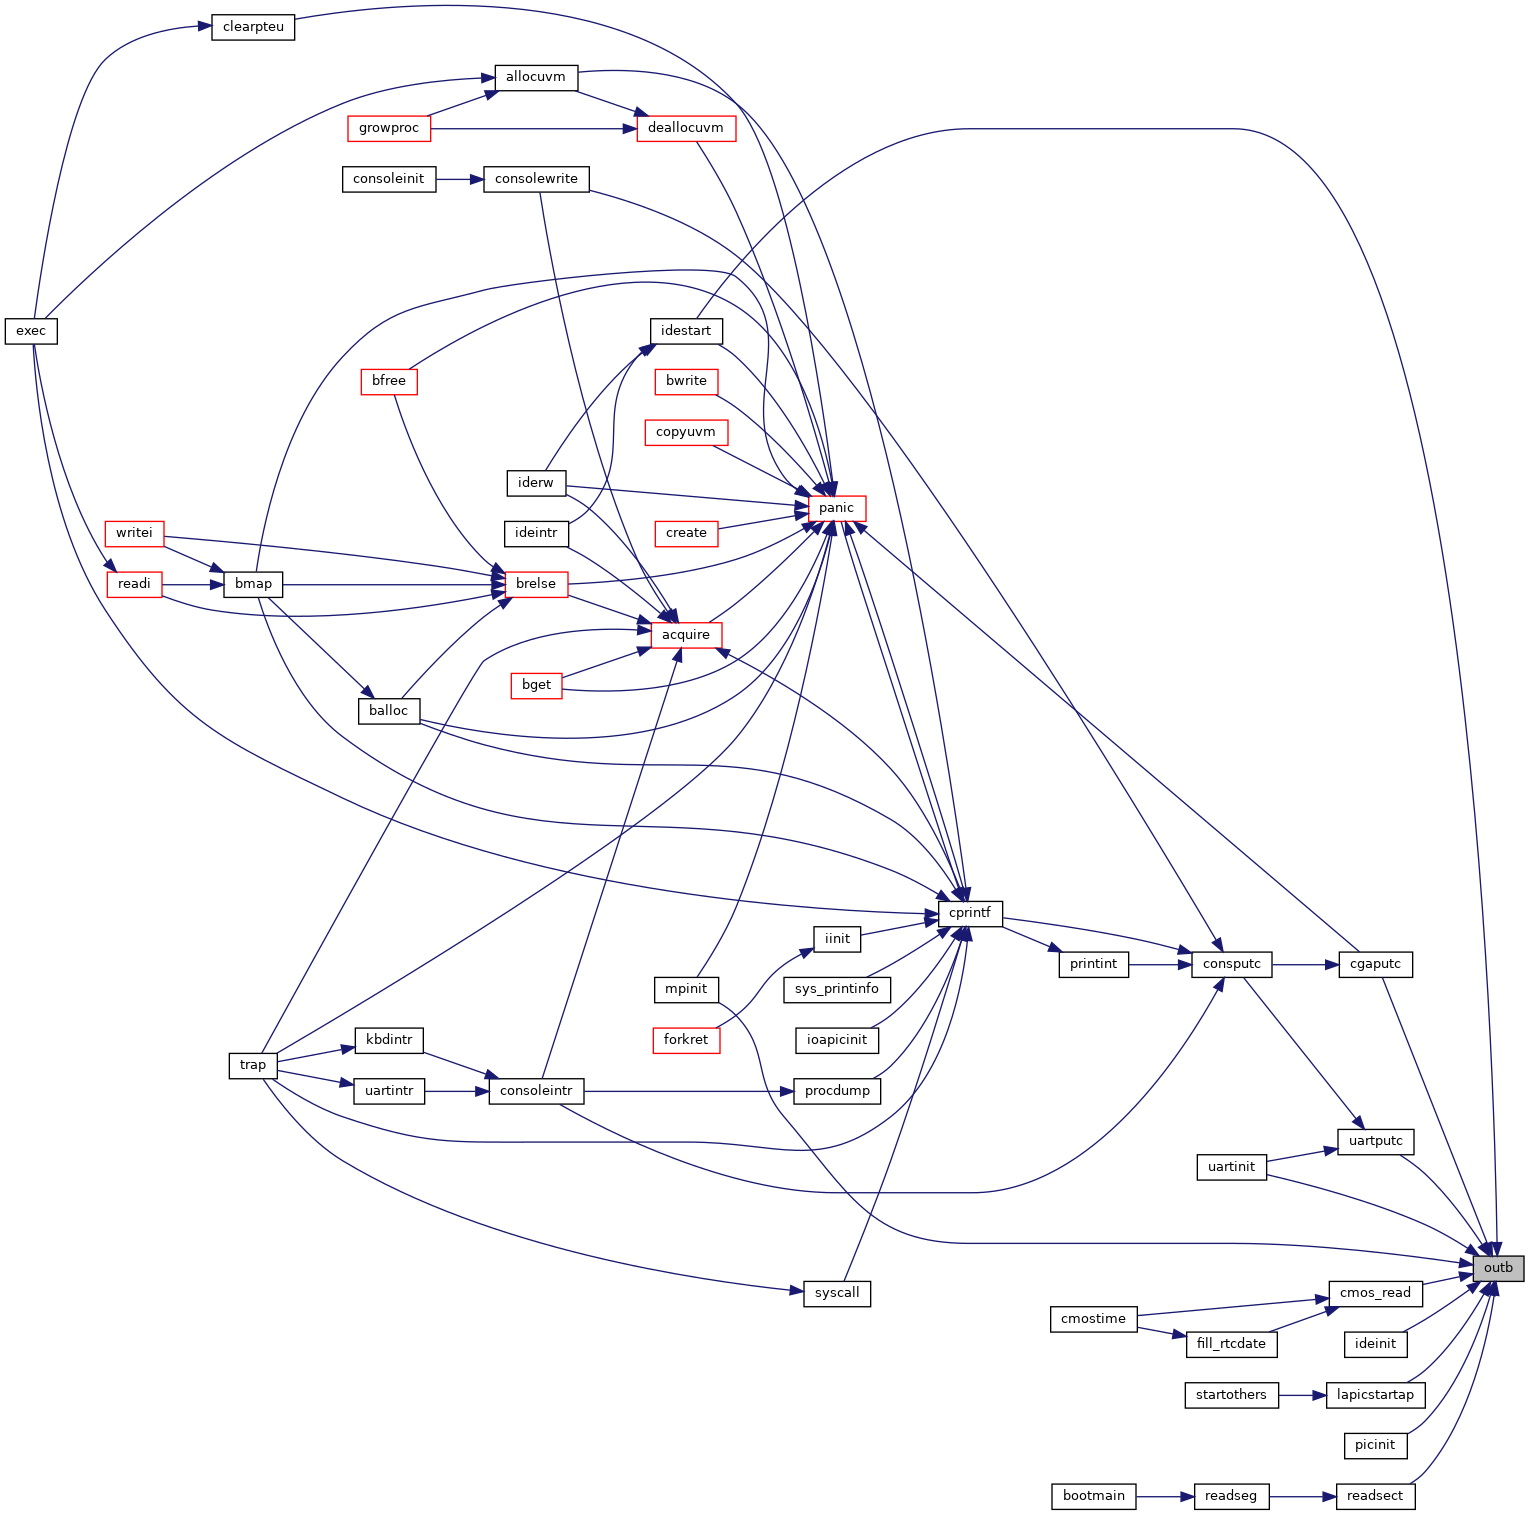 clearpteu
allocuvm
growproc
deallocuvm
consoleinit
consolewrite
exec
idestart
bfree
bwrite
copyuvm
iderw
panic
writei
ideintr
create
readi
bmap
brelse
acquire
bget
balloc
cprintf
iinit
printint
consputc
cgaputc
mpinit
sys_printinfo
kbdintr
forkret
ioapicinit
trap
uartintr
consoleintr
procdump
uartputc
uartinit
outb
syscall
cmos_read
cmostime
fill_rtcdate
ideinit
startothers
lapicstartap
picinit
bootmain
readseg
readsect